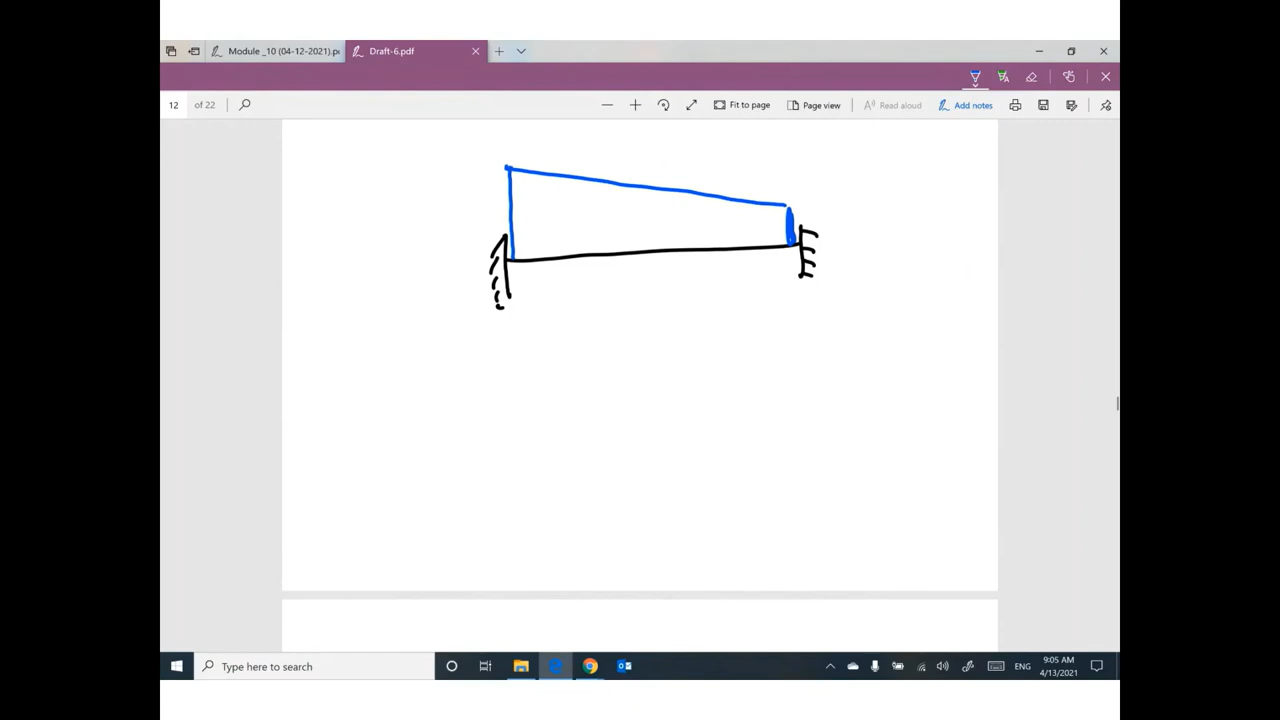 Module _10 (04-12-2021).p
Draft-6.pdf
12 of 22
Fit to page
Page view
Read aloud
Add notes
Type here to search
ENG
9:05 AM
4/13/2021